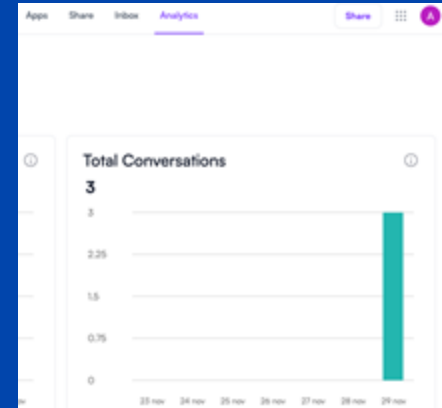 Apps Share Inbox Analytics Share A
Total Conversations
3
3
2.25
1.5
0.75
0
23 nov 24 nov 25 nov 26 nov 27 nov 28 nov 29 nov